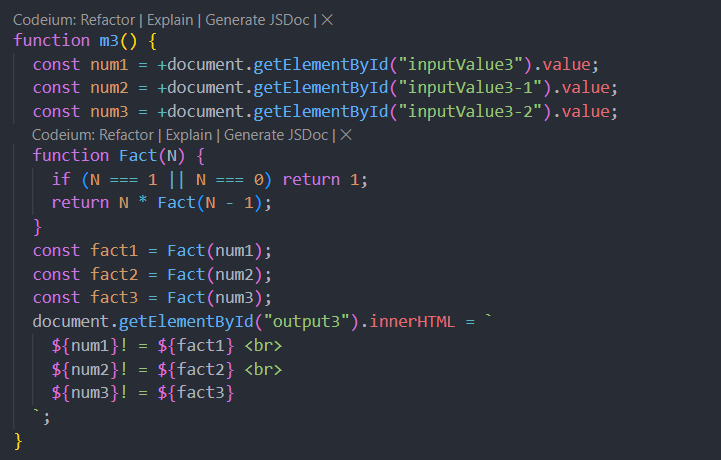 Codeium: Refactor | Explain | Generate JSDoc | ×
function m3() {
  const num1 = +document.getElementById("inputValue3").value;
  const num2 = +document.getElementById("inputValue3-1").value;
  const num3 = +document.getElementById("inputValue3-2").value;
  Codeium: Refactor | Explain | Generate JSDoc | ×
  function Fact(N) {
    if (N === 1 || N === 0) return 1;
    return N * Fact(N - 1);
  }
  const fact1 = Fact(num1);
  const fact2 = Fact(num2);
  const fact3 = Fact(num3);
  document.getElementById("output3").innerHTML = `
    ${num1}! = ${fact1} <br>
    ${num2}! = ${fact2} <br>
    ${num3}! = ${fact3}
  `;
}